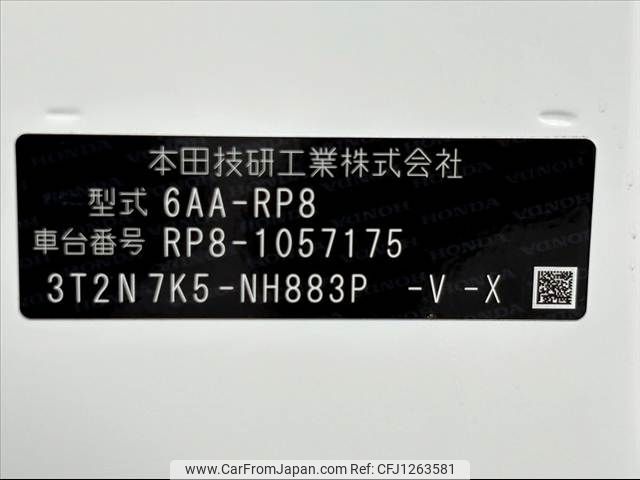 本田技研工業株式会社
型式 6AA-RP8
車台番号 RP8-1057175
3T2N7K5-NH883P -V -X
www.CarFromJapan.com - CFJ1263581